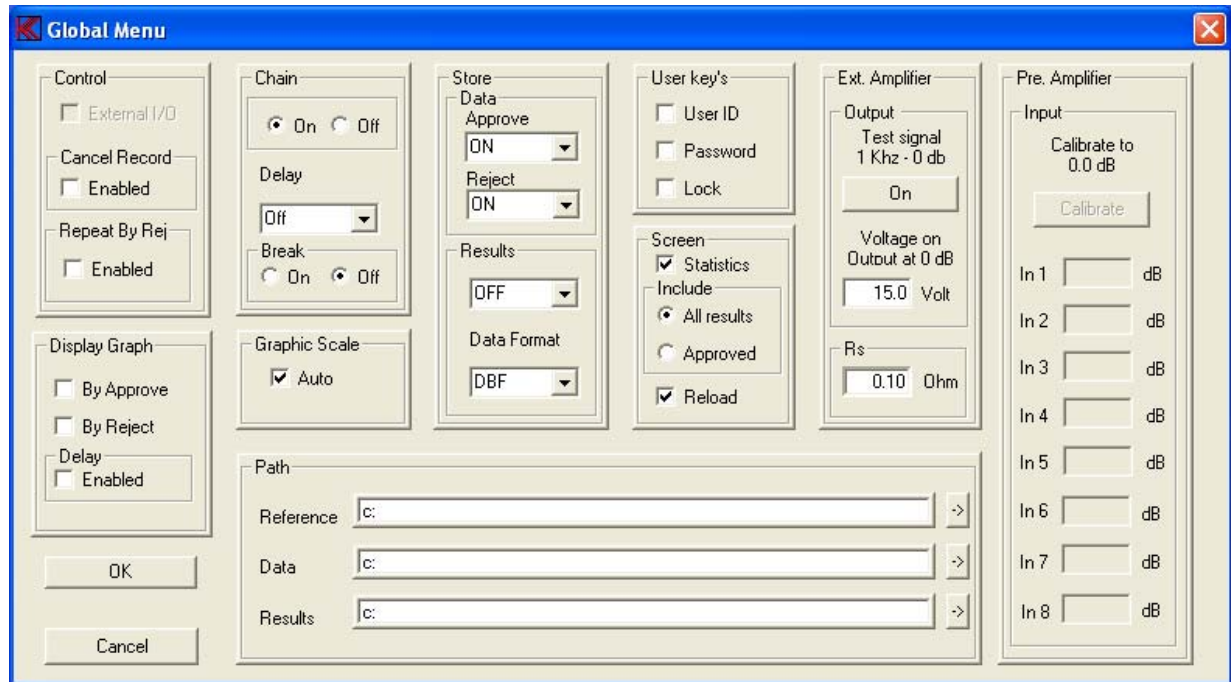 Global Menu
Control
External I/O
Cancel Record
Enabled
Repeat By Rej
Enabled
Display Graph
By Approve
By Reject
Delay
Enabled
OK
Cancel
Chain
On Off
Delay
Off
Break
On Off
Graphic Scale
Auto
Store
Data
Approve
ON
Reject
ON
Results
OFF
Data Format
DBF
User key's
User ID
Password
Lock
Screen
Statistics
Include
All results
Approved
Reload
Ext. Amplifier
Output
Test signal
1 Khz - 0 db
On
Voltage on
Output at 0 dB
15.0 Volt
Rs
0.10 Ohm
Pre. Amplifier
Input
Calibrate to
0.0 dB
Calibrate
In 1 dB
In 2 dB
In 3 dB
In 4 dB
In 5 dB
In 6 dB
In 7 dB
In 8 dB
Path
Reference c: ->
Data c: ->
Results c: ->